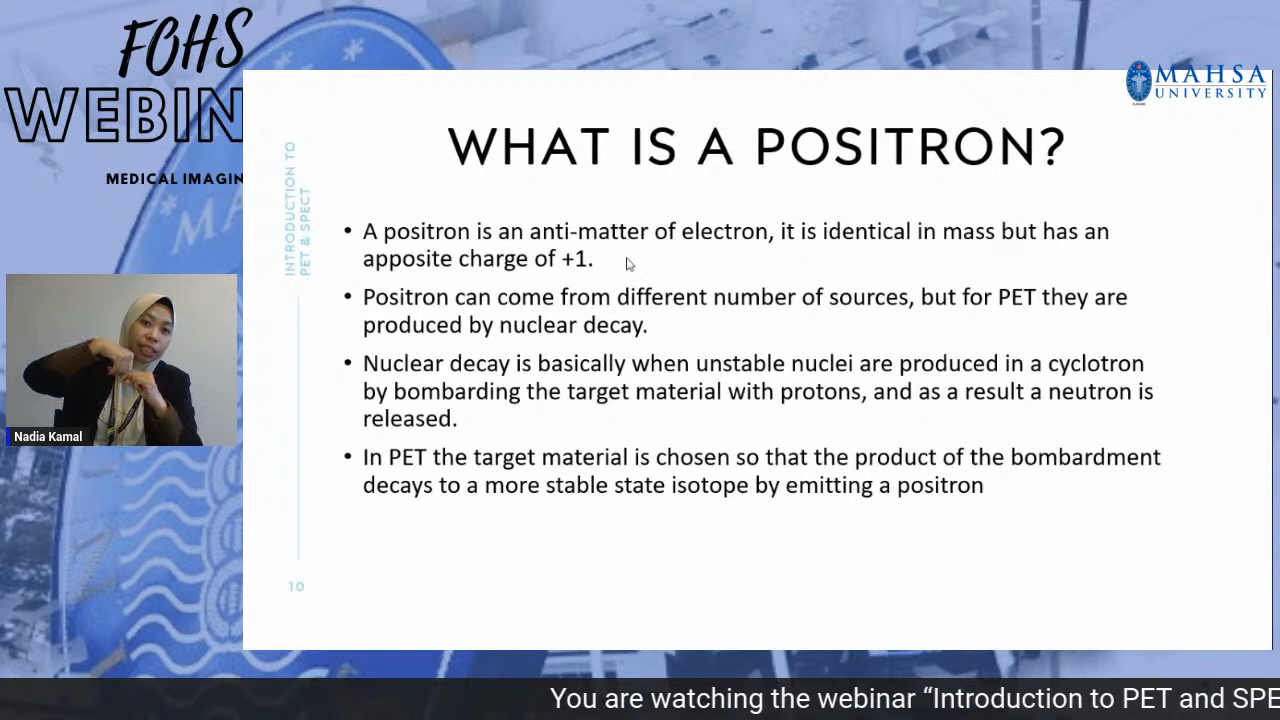 FOHS
WEBIN
MEDICAL IMAGIN
MAHSA
UNIVERSITY
INTRODUCTION TO
PET & SPECT
WHAT IS A POSITRON?
• A positron is an anti-matter of electron, it is identical in mass but has an
apposite charge of +1.
• Positron can come from different number of sources, but for PET they are
produced by nuclear decay.
• Nuclear decay is basically when unstable nuclei are produced in a cyclotron
by bombarding the target material with protons, and as a result a neutron is
released.
• In PET the target material is chosen so that the product of the bombardment
decays to a more stable state isotope by emitting a positron
10
Nadia Kamal
You are watching the webinar “Introduction to PET and SPE